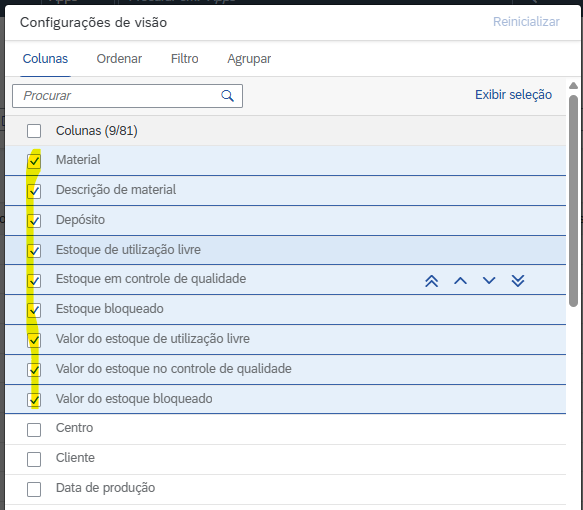 Configurações de visão
Reinicializar
Colunas Ordenar Filtro Agrupar
Procurar
Exibir seleção
Colunas (9/81)
Material
Descrição de material
Depósito
Estoque de utilização livre
Estoque em controle de qualidade
Estoque bloqueado
Valor do estoque de utilização livre
Valor do estoque no controle de qualidade
Valor do estoque bloqueado
Centro
Cliente
Data de produção